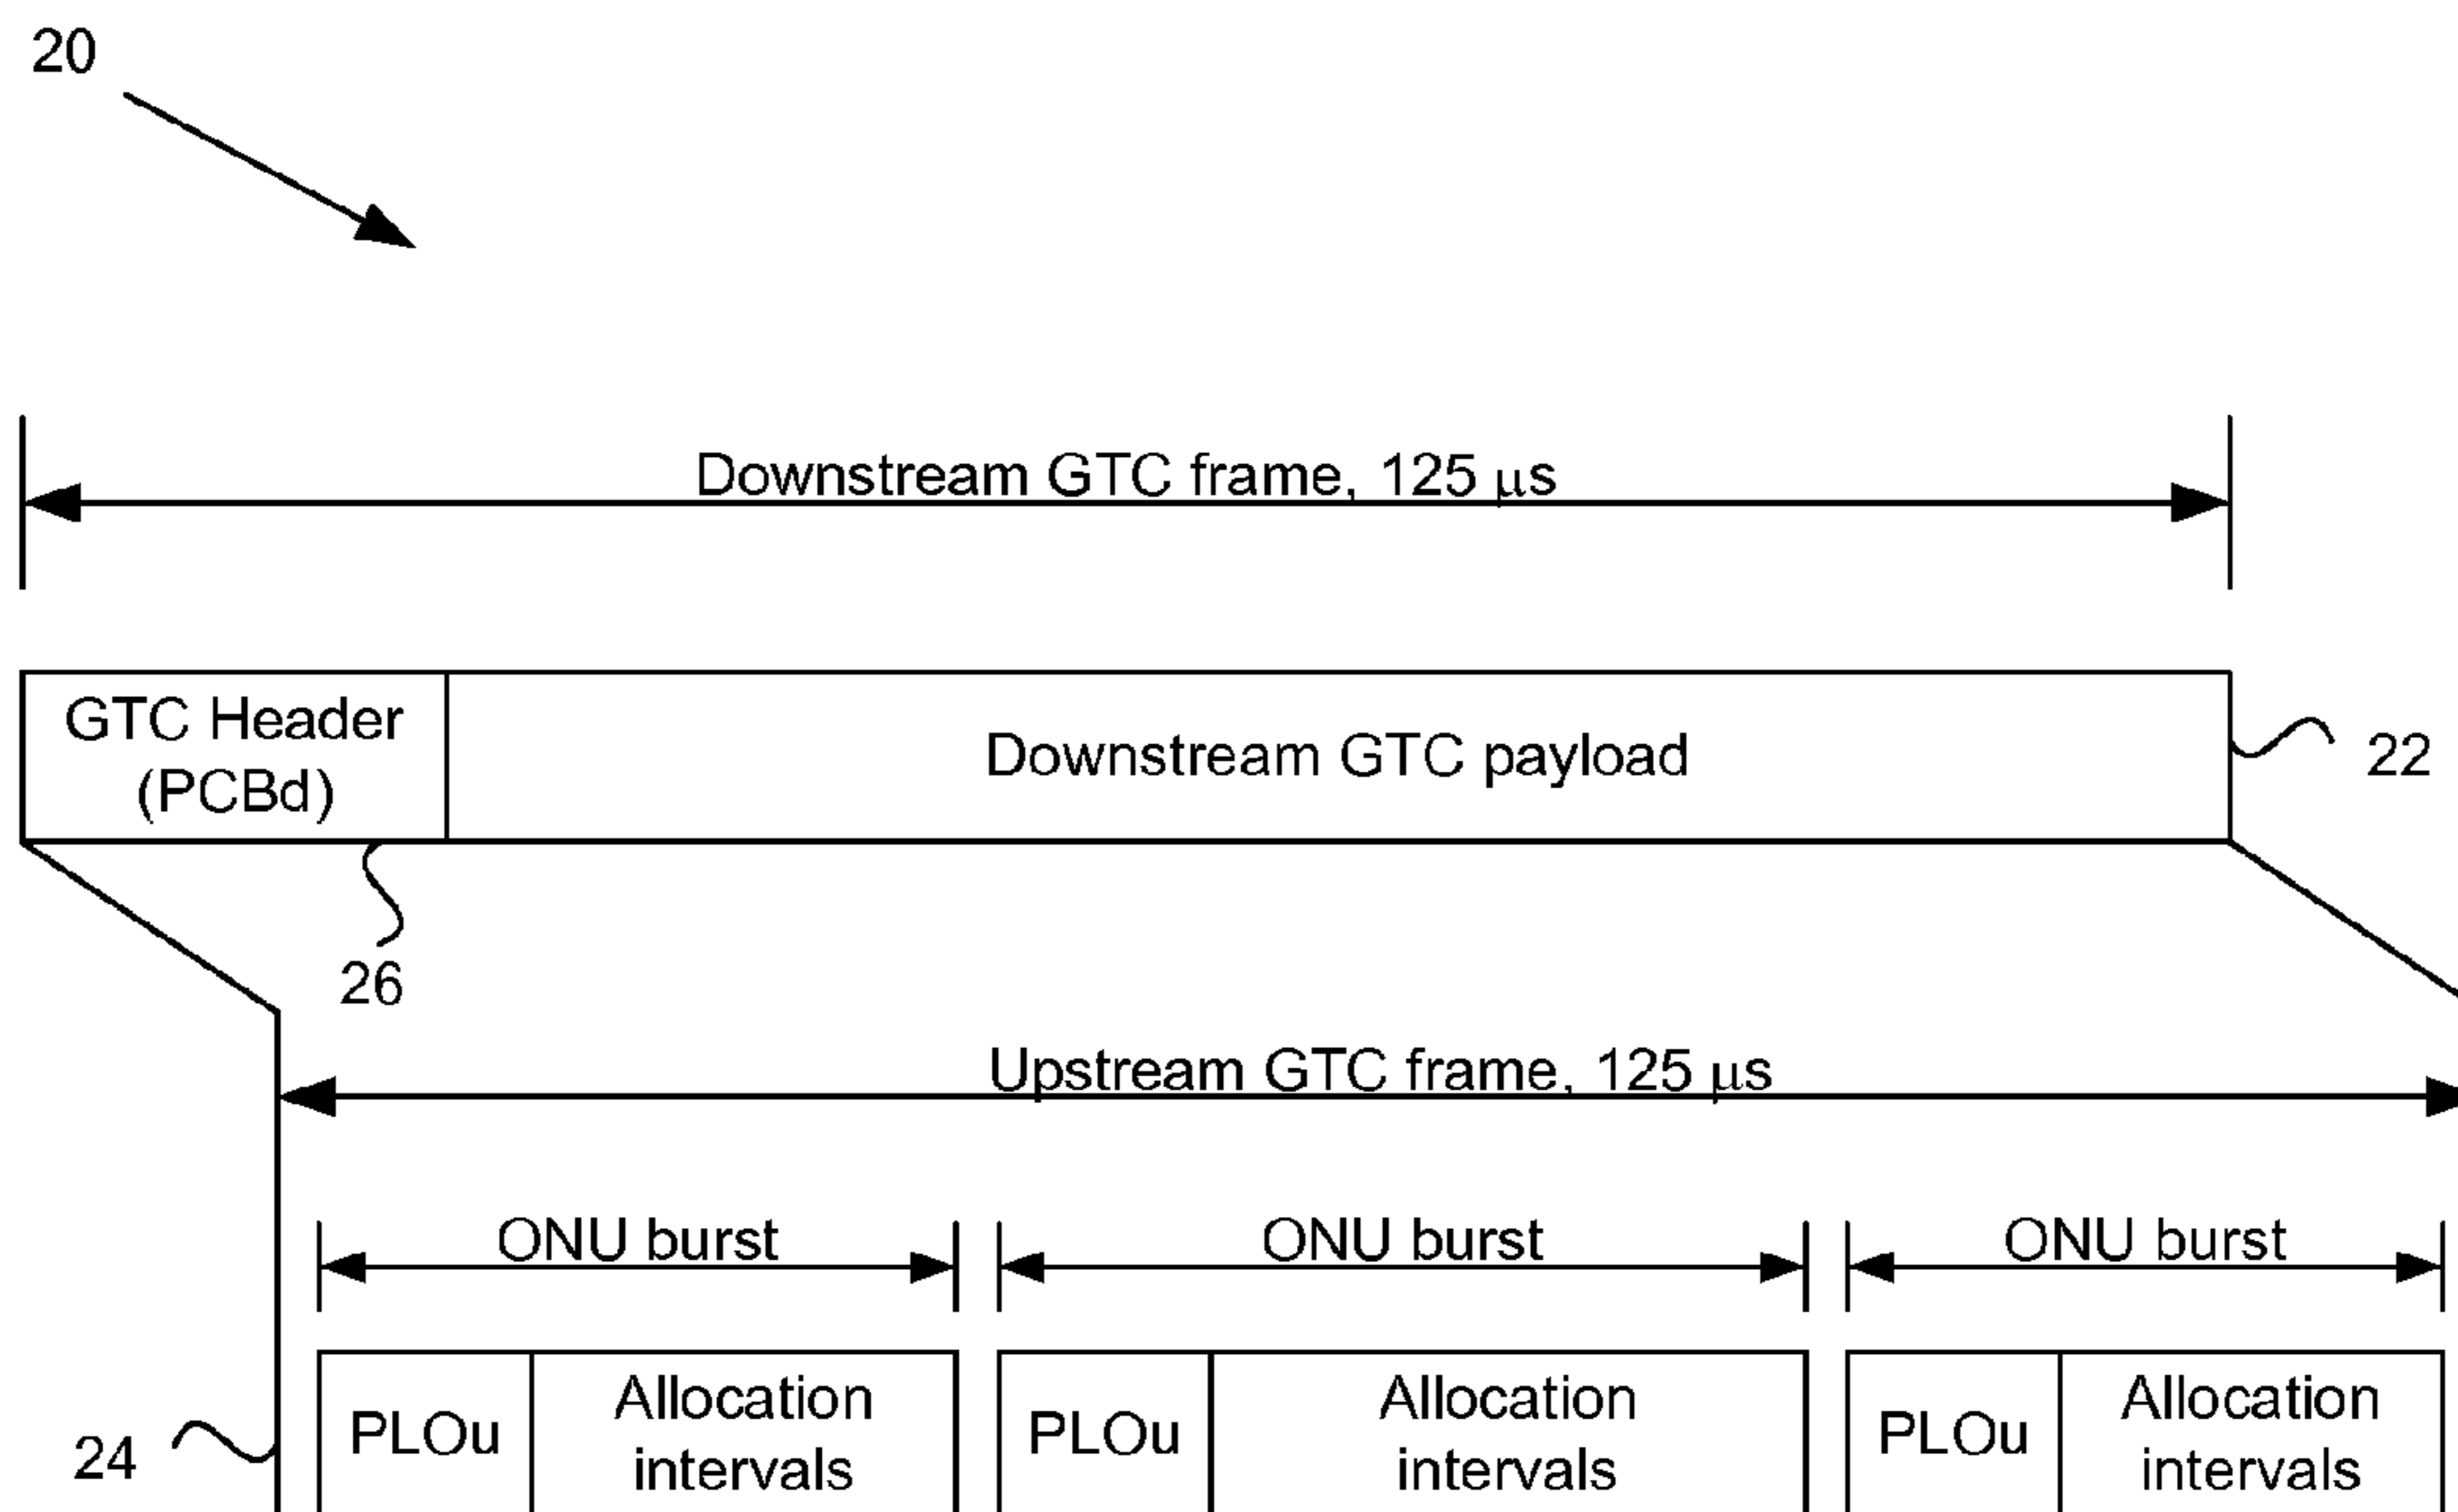 20
Downstream GTC frame, 125 μs
GTC Header
(PCBd)
Downstream GTC payload
22
26
Upstream GTC frame, 125 μs
ONU burst
ONU burst
ONU burst
PLOu
Allocation
intervals
PLOu
Allocation
intervals
PLOu
Allocation
intervals
24